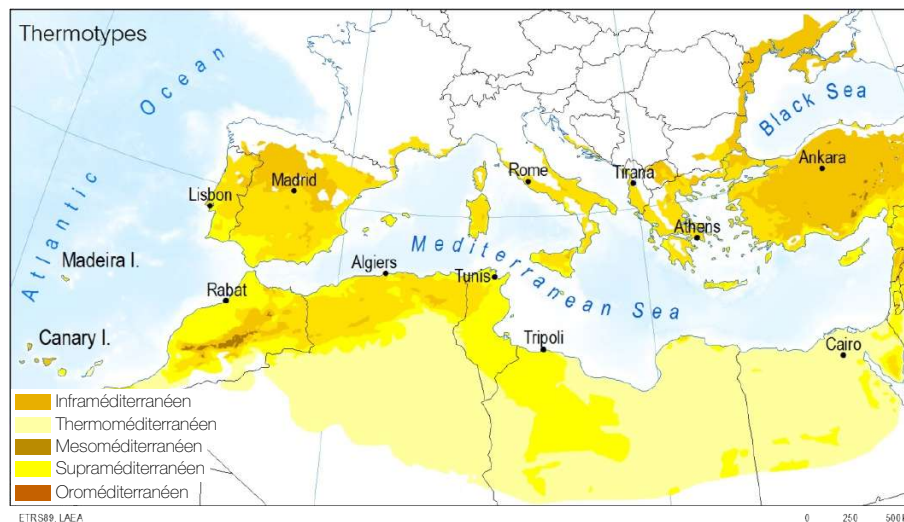 Thermotypes
Atlantic Ocean
Black Sea
Ankara
Madrid
Rome
Tirana
Lisbon
Athens
Mediterranean Sea
Madeira I.
Algiers
Tunis
Rabat
Canary I.
Tripoli
Cairo
Inframéditerranéen
Thermoméditerranéen
Mesoméditerranéen
Supraméditerranéen
Oroméditerranéen
ETRS89, LAEA
0 250 500